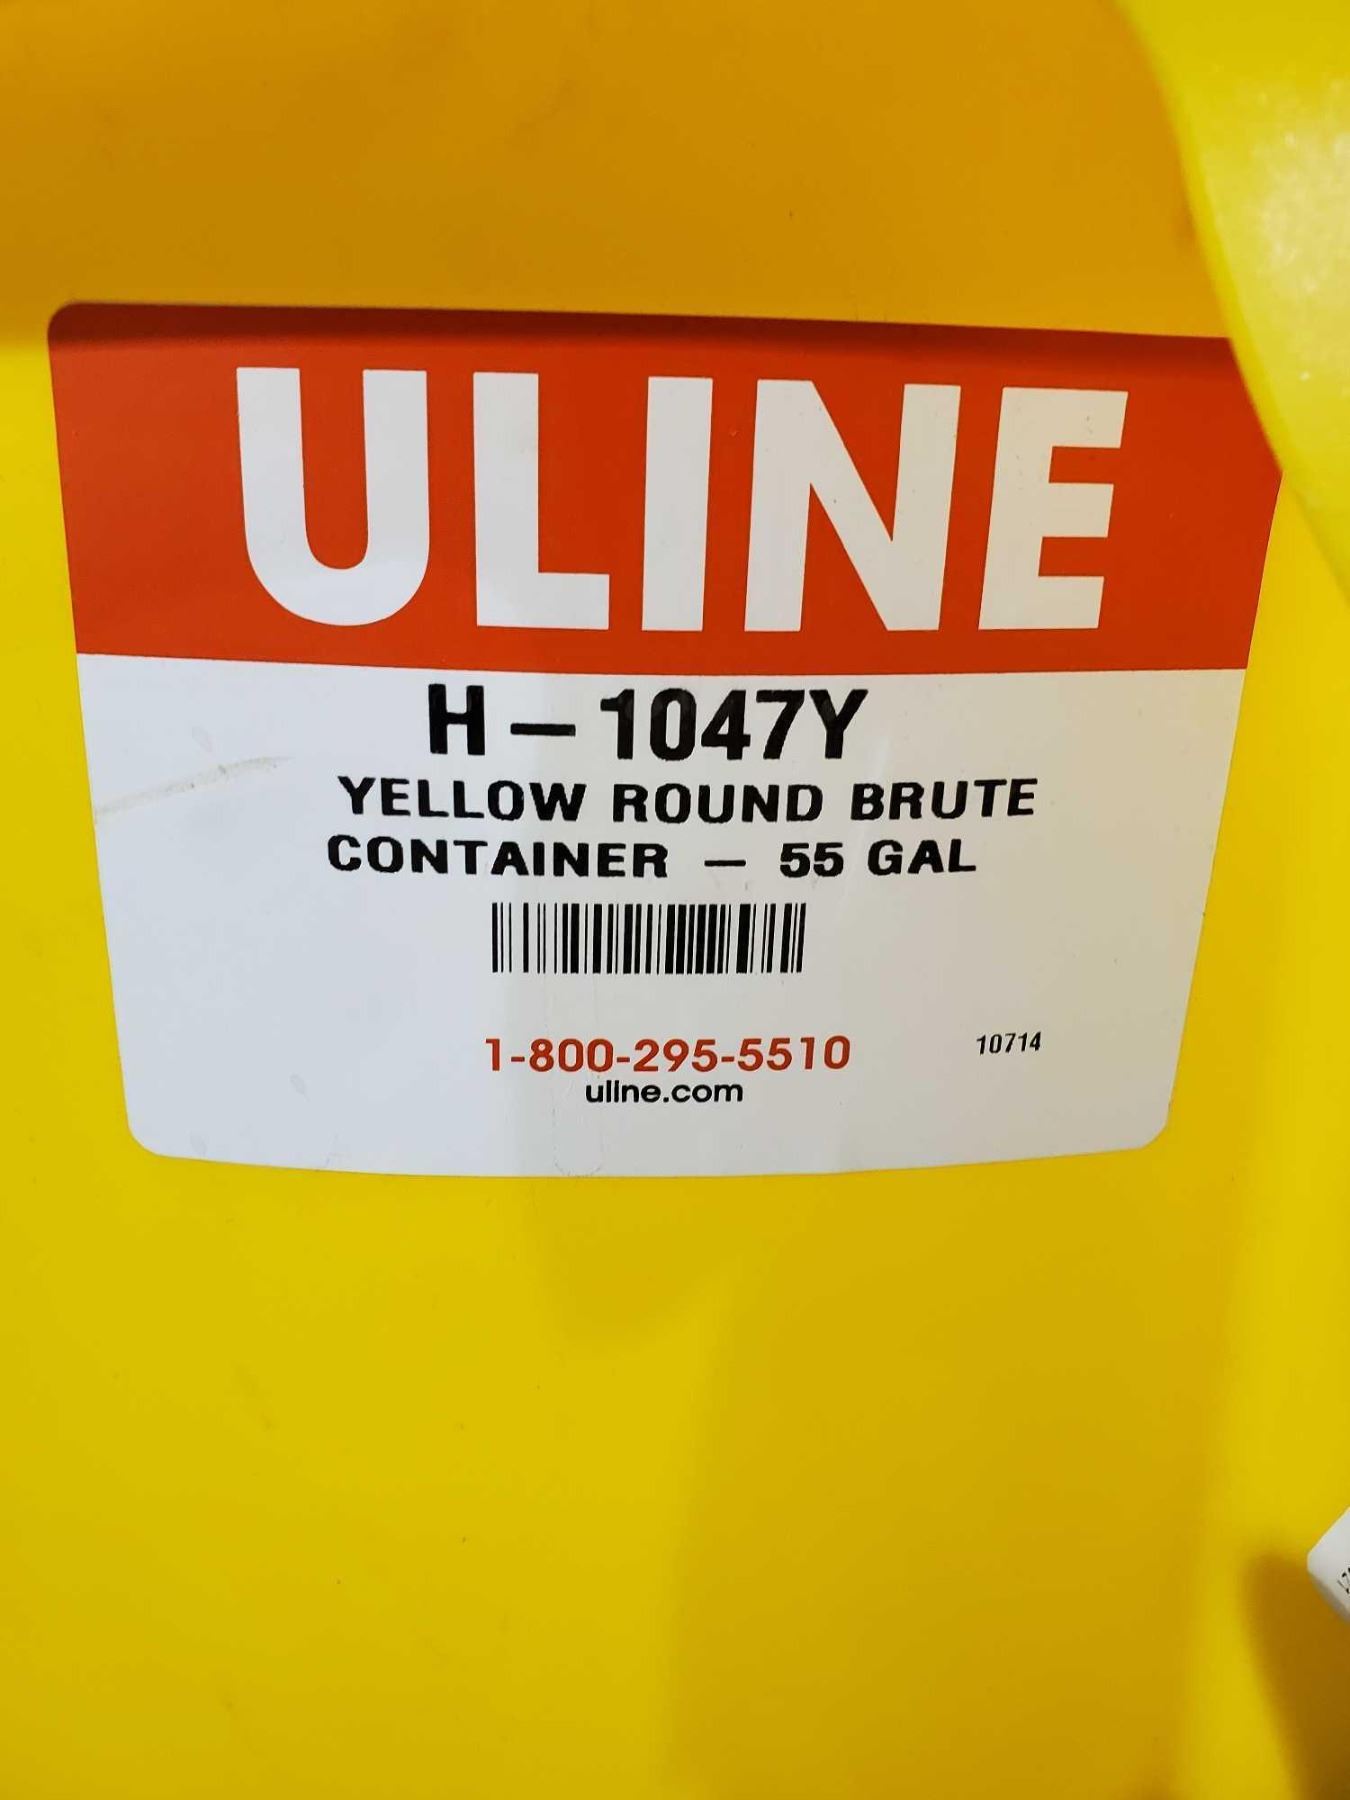 ULINE
H-1047Y
YELLOW ROUND BRUTE
CONTAINER - 55 GAL
1-800-295-5510
10714
uline.com